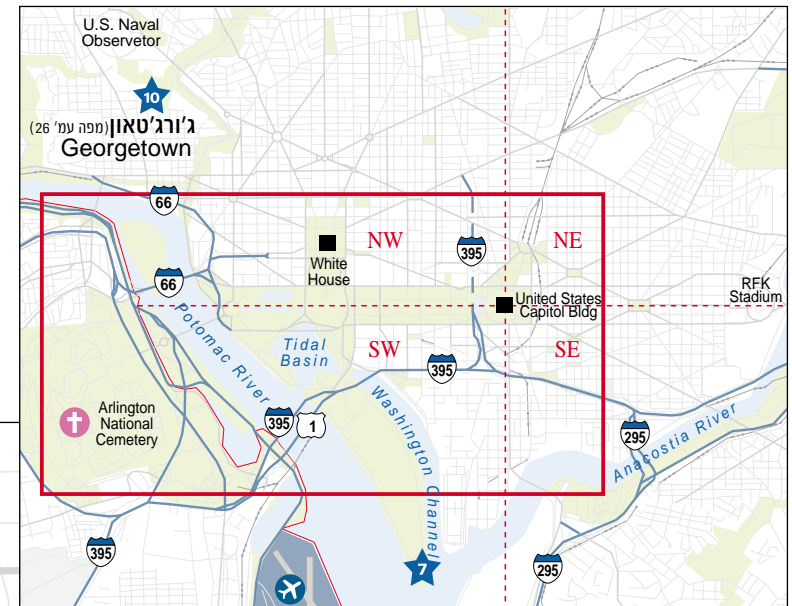 U.S. Naval
Observetor
10
ג'ורג'טאון (מפה עמ' 26)
Georgetown
66
NW
NE
395
White
House
66
United States
Capitol Bldg
RFK
Stadium
Potomac River
Tidal
Basin
SW
SE
395
Arlington
National
Cemetery
395
1
Washington Channel
295
Anacostia River
395
7
295